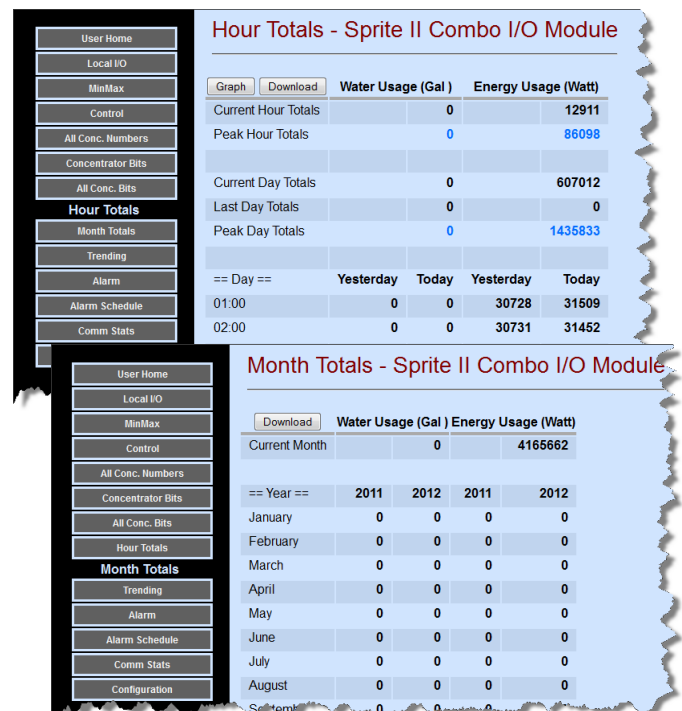 Hour Totals - Sprite II Combo I/O Module
User Home
Local I/O
MinMax
Control
All Conc. Numbers
Concentrator Bits
All Conc. Bits
Hour Totals
Month Totals
Trending
Alarm
Alarm Schedule
Comm Stats
Graph Download Water Usage (Gal ) Energy Usage (Watt)
Current Hour Totals 0 12911
Peak Hour Totals 0 86098
Current Day Totals 0 607012
Last Day Totals 0 0
Peak Day Totals 0 1435833
== Day == Yesterday Today Yesterday Today
01:00 0 0 30728 31509
02:00 0 0 30731 31452
Month Totals - Sprite II Combo I/O Module
User Home
Local I/O
MinMax
Control
All Conc. Numbers
Concentrator Bits
All Conc. Bits
Hour Totals
Month Totals
Trending
Alarm
Alarm Schedule
Comm Stats
Configuration
Download Water Usage (Gal ) Energy Usage (Watt)
Current Month 0 4165662
== Year == 2011 2012 2011 2012
January 0 0 0 0
February 0 0 0 0
March 0 0 0 0
April 0 0 0 0
May 0 0 0 0
June 0 0 0 0
July 0 0 0 0
August 0 0 0 0